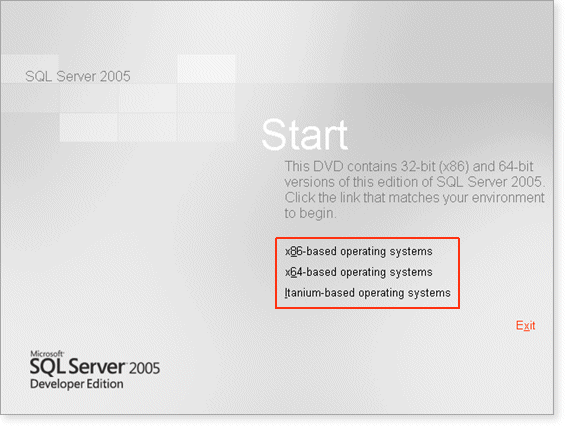 SQL Server 2005
Start
This DVD contains 32-bit (x86) and 64-bit
versions of this edition of SQL Server 2005.
Click the link that matches your environment
to begin.
x86-based operating systems
x64-based operating systems
Itanium-based operating systems
Exit
Microsoft
SQL Server 2005
Developer Edition